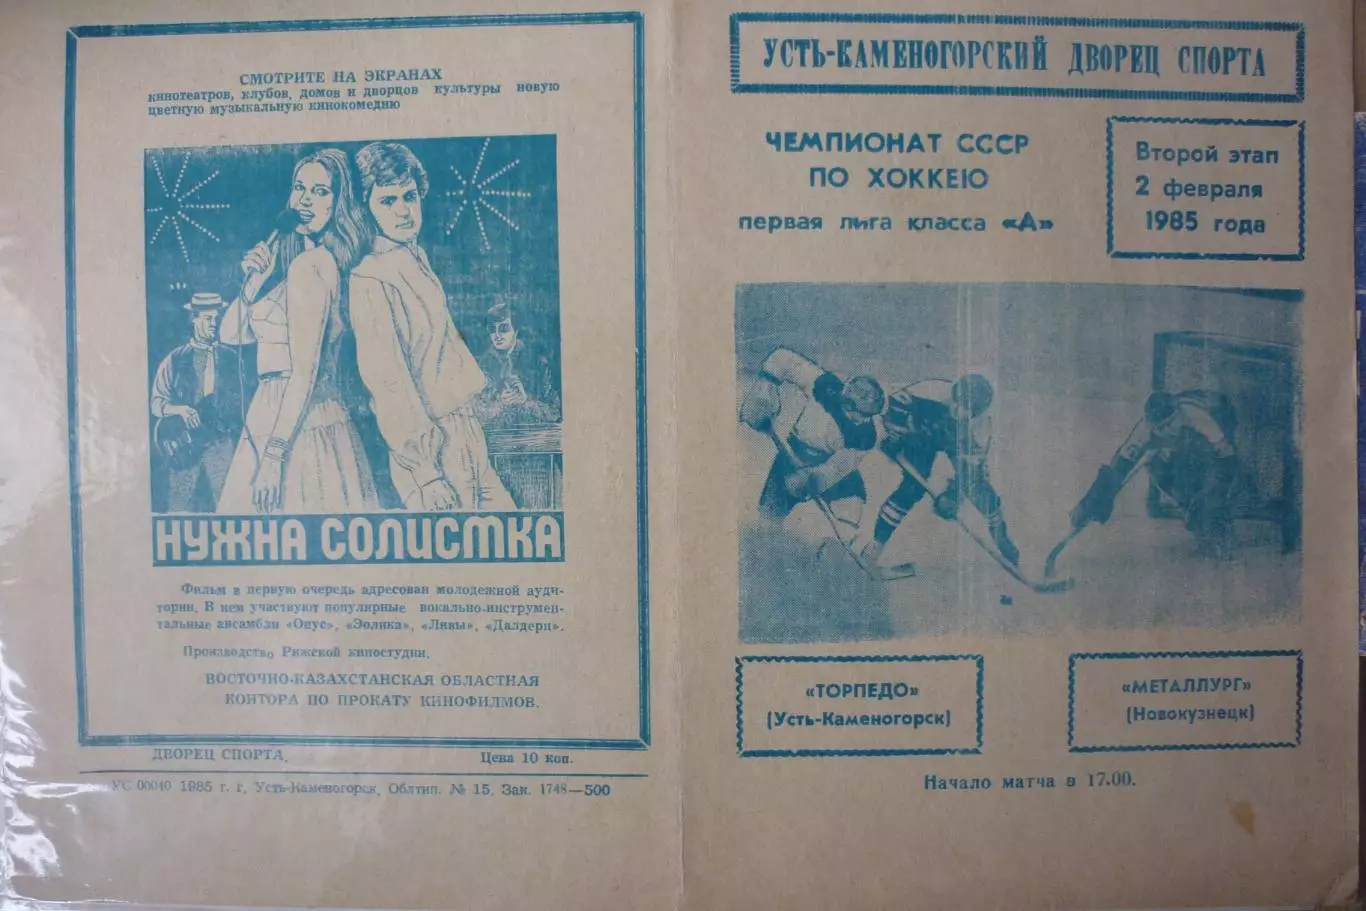 СМОТРИТЕ НА ЭКРАНАХ
кинотеатров, клубов, домов и дворцов культуры новую
цветную музыкальную кинокомедию
НУЖНА СОЛИСТКА
Фильм в первую очередь адресован молодежной ауди-
тории. В нем участвуют популярные вокально-инструмен-
тальные ансамбли «Опус», «Эолика», «Ливы», «Далдери».
Производство Рижской киностудии.
ВОСТОЧНО-КАЗАХСТАНСКАЯ ОБЛАСТНАЯ
КОНТОРА ПО ПРОКАТУ КИНОФИЛМОВ.
ДВОРЕЦ СПОРТА. Цена 10 коп.
УС 00040 1985 г. г. Усть-Каменогорск, Облтип. № 15. Зак. 1748—500
УСТЬ-КАМЕНОГОРСКИЙ ДВОРЕЦ СПОРТА
ЧЕМПИОНАТ СССР
ПО ХОККЕЮ
первая лига класса «А»
Второй этап
2 февраля
1985 года
«ТОРПЕДО»
(Усть-Каменогорск)
«МЕТАЛЛУРГ»
(Новокузнецк)
Начало матча в 17.00.